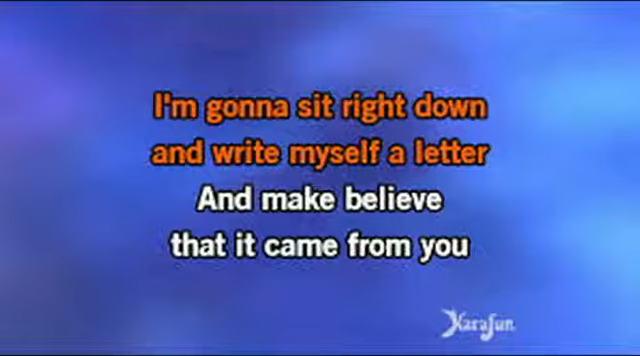 I'm gonna sit right down
and write myself a letter
And make believe
that it came from you
KaraFun